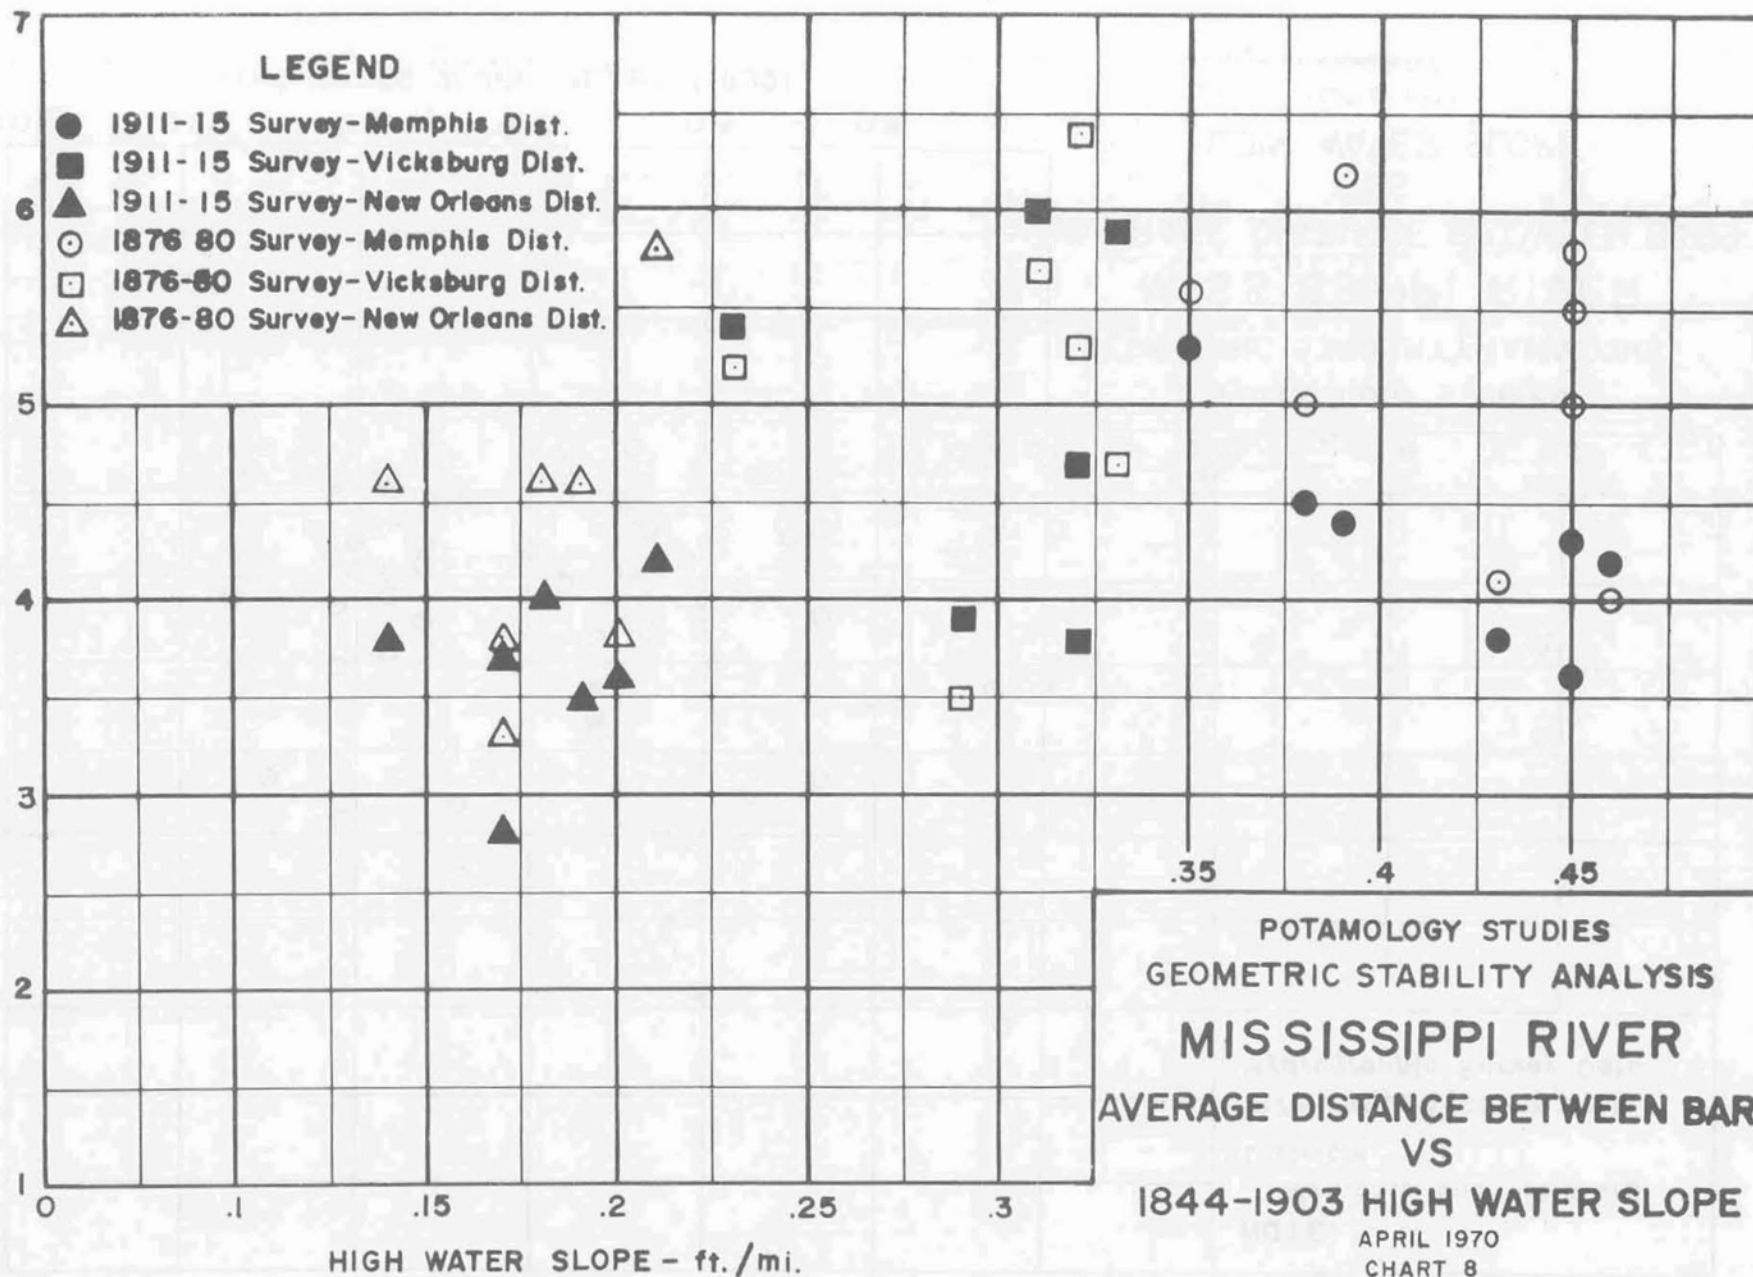 7
LEGEND
1911-15 Survey-Memphis Dist.
1911-15 Survey-Vicksburg Dist.
6
1911-15 Survey-New Orleans Dist.
1876 80 Survey-Memphis Dist.
1876-80 Survey-Vicksburg Dist.
1876-80 Survey-New Orleans Dist.
5
4
3
.35 .4 .45
2
POTAMOLOGY STUDIES
GEOMETRIC STABILITY ANALYSIS
MISSISSIPPI RIVER
AVERAGE DISTANCE BETWEEN BAR
VS
1844-1903 HIGH WATER SLOPE
APRIL 1970
CHART 8
1
0 .1 .15 .2 .25 .3
HIGH WATER SLOPE - ft./mi.